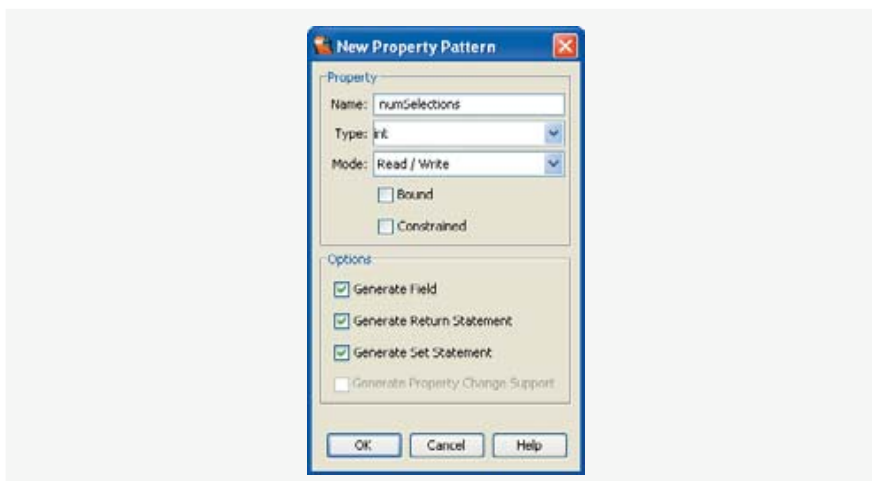 New Property Pattern
Property
Name: numSelections
Type: int
Mode: Read / Write
Bound
Constrained
Options
Generate Field
Generate Return Statement
Generate Set Statement
Generate Property Change Support
OK Cancel Help